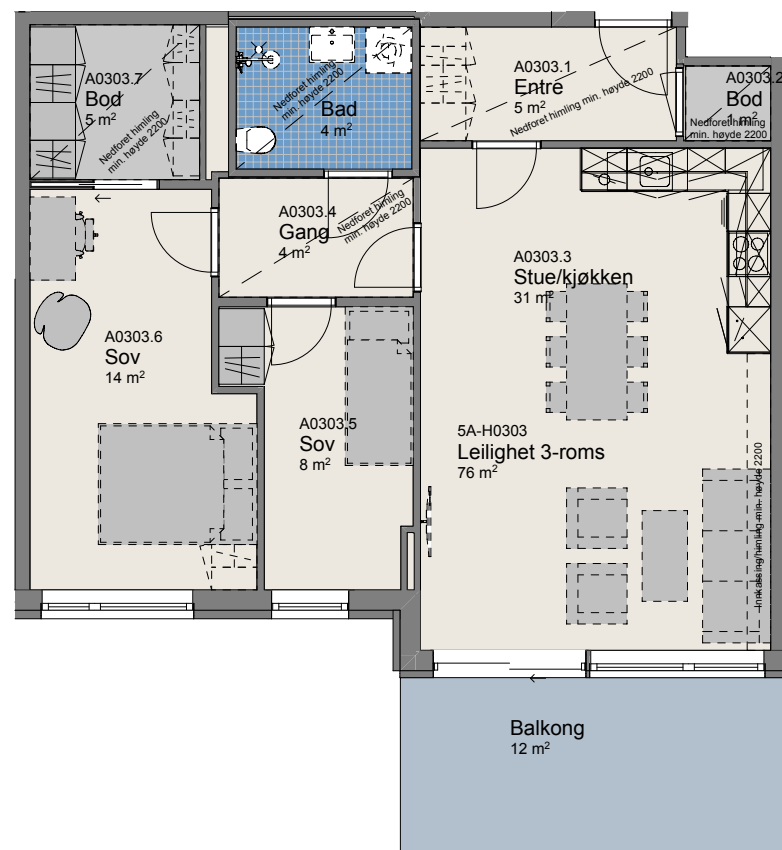 A0303.7
Bod
5 m²
Nedforet himling
min. høyde 2200
Nedforet himling
min. høyde 2200
Bad
4 m²
A0303.1
Entre
5 m²
Nedforet himling min. høyde 2200
A0303.2
Bod
1 m²
Nedforet himling
min. høyde 2200
A0303.4
Gang
4 m²
Nedforet himling
min. høyde 2200
A0303.3
Stue/kjøkken
31 m²
A0303.6
Sov
14 m²
A0303.5
Sov
8 m²
5A-H0303
Leilighet 3-roms
76 m²
Innkassing/himling min. høyde 2200
Balkong
12 m²